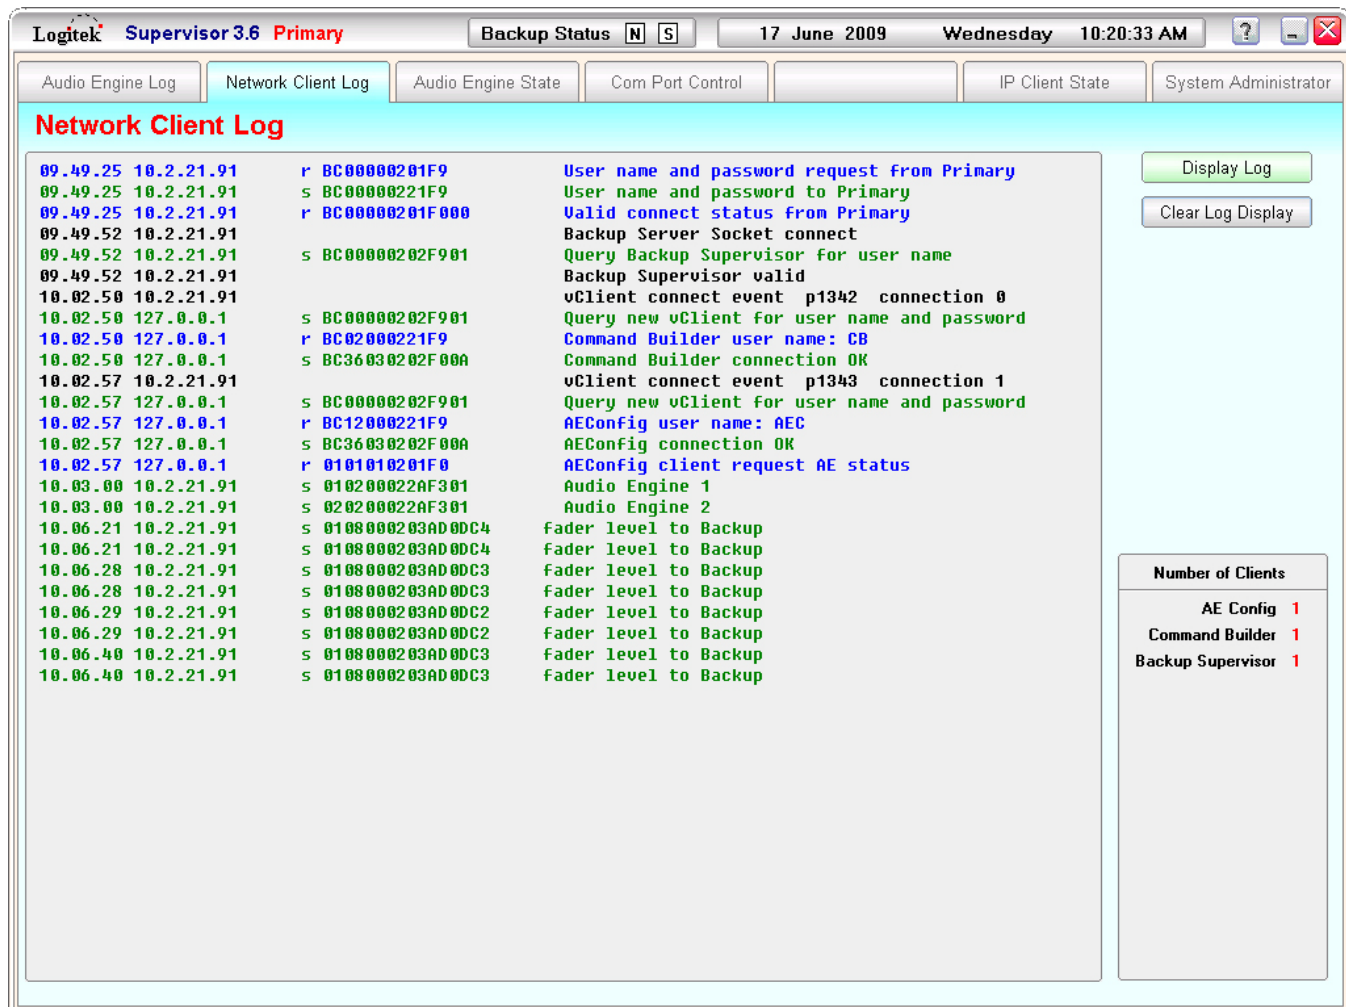 Logitek Supervisor 3.6 Primary Backup Status N S 17 June 2009 Wednesday 10:20:33 AM ?
Audio Engine Log Network Client Log Audio Engine State Com Port Control IP Client State System Administrator
Network Client Log
09.49.25 10.2.21.91 r BC00000201F9 User name and password request from Primary
09.49.25 10.2.21.91 s BC00000221F9 User name and password to Primary
09.49.25 10.2.21.91 r BC00000201F000 Valid connect status from Primary
09.49.52 10.2.21.91 Backup Server Socket connect
09.49.52 10.2.21.91 s BC00000202F901 Query Backup Supervisor for user name
09.49.52 10.2.21.91 Backup Supervisor valid
10.02.50 10.2.21.91 vClient connect event p1342 connection 0
10.02.50 127.0.0.1 s BC00000202F901 Query new vClient for user name and password
10.02.50 127.0.0.1 r BC02000221F9 Command Builder user name: CB
10.02.50 127.0.0.1 s BC36030202F00A Command Builder connection OK
10.02.57 10.2.21.91 vClient connect event p1343 connection 1
10.02.57 127.0.0.1 s BC00000202F901 Query new vClient for user name and password
10.02.57 127.0.0.1 r BC12000221F9 AEConfig user name: AEC
10.02.57 127.0.0.1 s BC36030202F00A AEConfig connection OK
10.02.57 127.0.0.1 r 0101010201F0 AEConfig client request AE status
10.03.00 10.2.21.91 s 010200022AF301 Audio Engine 1
10.03.00 10.2.21.91 s 020200022AF301 Audio Engine 2
10.06.21 10.2.21.91 s 0108000203AD0DC4 fader level to Backup
10.06.21 10.2.21.91 s 0108000203AD0DC4 fader level to Backup
10.06.28 10.2.21.91 s 0108000203AD0DC3 fader level to Backup
10.06.28 10.2.21.91 s 0108000203AD0DC3 fader level to Backup
10.06.29 10.2.21.91 s 0108000203AD0DC2 fader level to Backup
10.06.29 10.2.21.91 s 0108000203AD0DC2 fader level to Backup
10.06.40 10.2.21.91 s 0108000203AD0DC3 fader level to Backup
10.06.40 10.2.21.91 s 0108000203AD0DC3 fader level to Backup
Display Log
Clear Log Display
Number of Clients
AE Config 1
Command Builder 1
Backup Supervisor 1